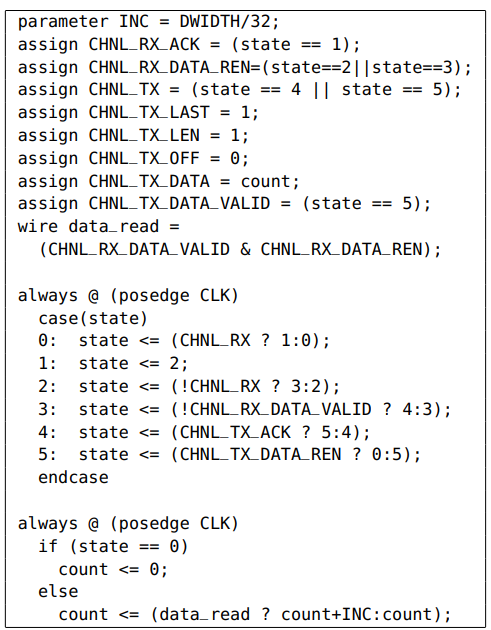 parameter INC = DWIDTH/32;
assign CHNL_RX_ACK = (state == 1);
assign CHNL_RX_DATA_REN=(state==2||state==3);
assign CHNL_TX = (state == 4 || state == 5);
assign CHNL_TX_LAST = 1;
assign CHNL_TX_LEN = 1;
assign CHNL_TX_OFF = 0;
assign CHNL_TX_DATA = count;
assign CHNL_TX_DATA_VALID = (state == 5);
wire data_read =
  (CHNL_RX_DATA_VALID & CHNL_RX_DATA_REN);

always @ (posedge CLK)
  case(state)
  0:  state <= (CHNL_RX ? 1:0);
  1:  state <= 2;
  2:  state <= (!CHNL_RX ? 3:2);
  3:  state <= (!CHNL_RX_DATA_VALID ? 4:3);
  4:  state <= (CHNL_TX_ACK ? 5:4);
  5:  state <= (CHNL_TX_DATA_REN ? 0:5);
  endcase

always @ (posedge CLK)
  if (state == 0)
    count <= 0;
  else
    count <= (data_read ? count+INC:count);